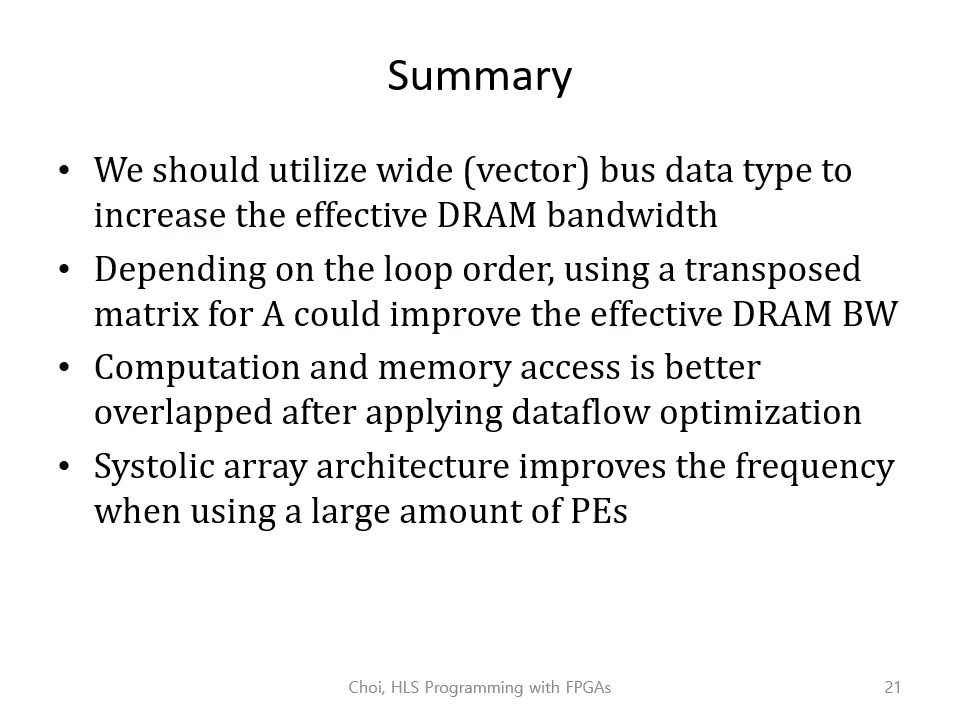 Summary
• We should utilize wide (vector) bus data type to
increase the effective DRAM bandwidth
• Depending on the loop order, using a transposed
matrix for A could improve the effective DRAM BW
• Computation and memory access is better
overlapped after applying dataflow optimization
• Systolic array architecture improves the frequency
when using a large amount of PEs
Choi, HLS Programming with FPGAs
21